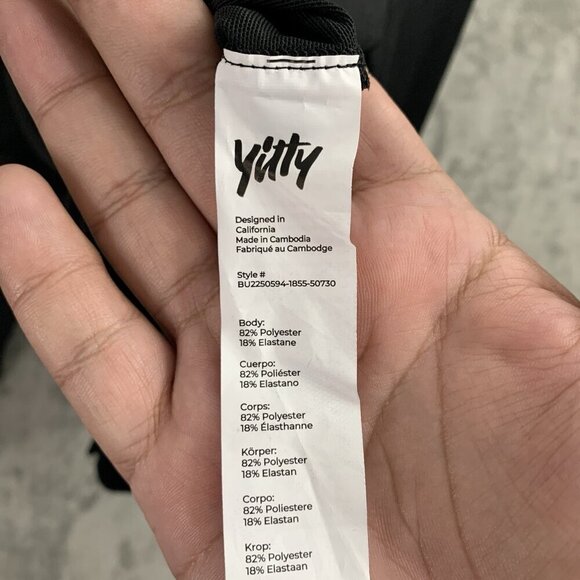 yitty
Designed in
California
Made in Cambodia
Fabriqué au Cambodge
Style #
BU2250594-1855-50730
Body:
82% Polyester
18% Elastane
Cuerpo:
82% Poliéster
18% Elastano
Corps:
82% Polyester
18% Élasthanne
Körper:
82% Polyester
18% Elastan
Corpo:
82% Poliestere
18% Elastan
Krop:
82% Polyester
18% Elastaan